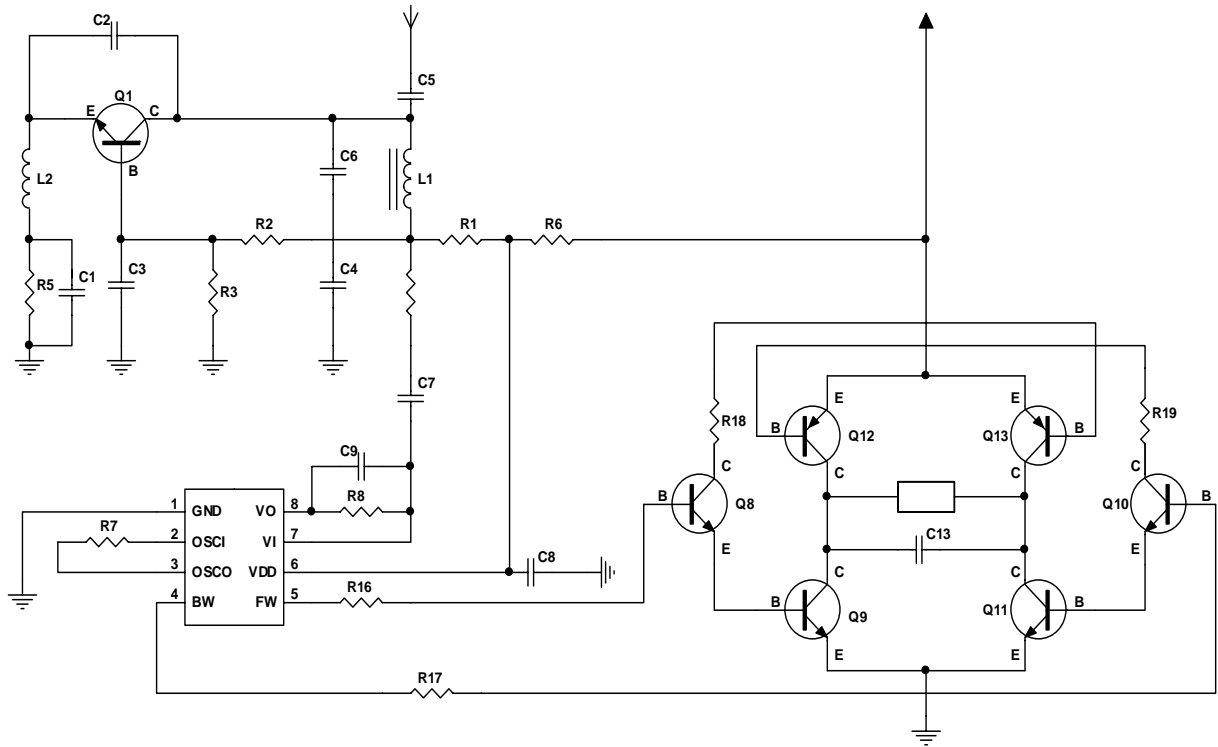 C2
C5
Q1
E
C
B
L2
C6
L1
R2
R1
R6
R5
C1
C3
R3
C4
C7
C9
R8
1
GND
VO
8
R7
2
OSCI
VI
7
3
OSCO
VDD
6
C8
4
BW
FW
5
R16
R17
R18
R19
E
E
B
Q12
Q13
B
C
C
C
C
B
Q8
Q10
B
E
E
C13
C
C
B
Q9
Q11
B
E
E